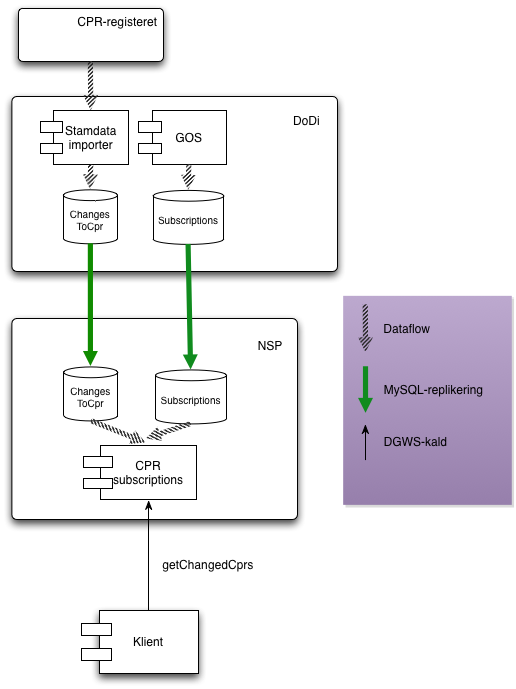 CPR-registeret
DoDi
Stamdata
importer
GOS
Changes
ToCpr
Subscriptions
NSP
Changes
ToCpr
Subscriptions
CPR
subscriptions
getChangedCprs
Klient
Dataflow
MySQL-replikering
DGWS-kald